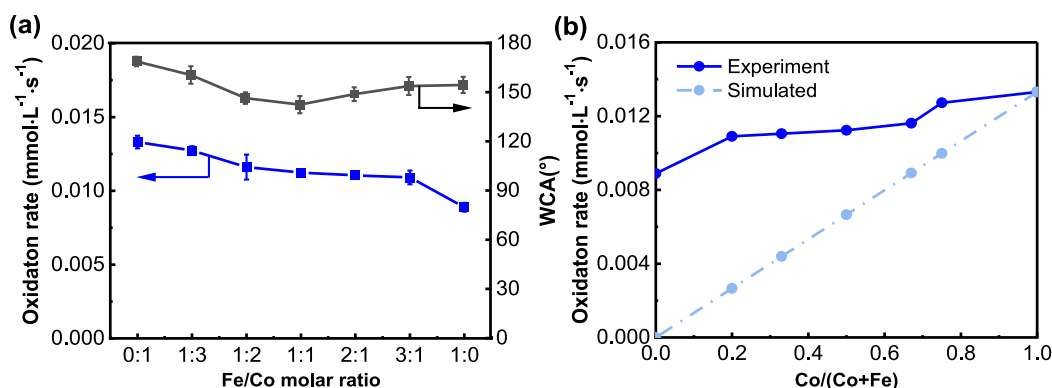 (a)
0.020
0.015
0.010
0.005
0.000
Oxidaton rate (mmol·L⁻¹·s⁻¹)
180
150
120
90
60
30
0
WCA(°)
0:1 1:3 1:2 1:1 2:1 3:1 1:0
Fe/Co molar ratio
(b)
0.016
0.012
0.008
0.004
0.000
Oxidation rate (mmol·L⁻¹·s⁻¹)
Experiment
Simulated
0.0 0.2 0.4 0.6 0.8 1.0
Co/(Co+Fe)